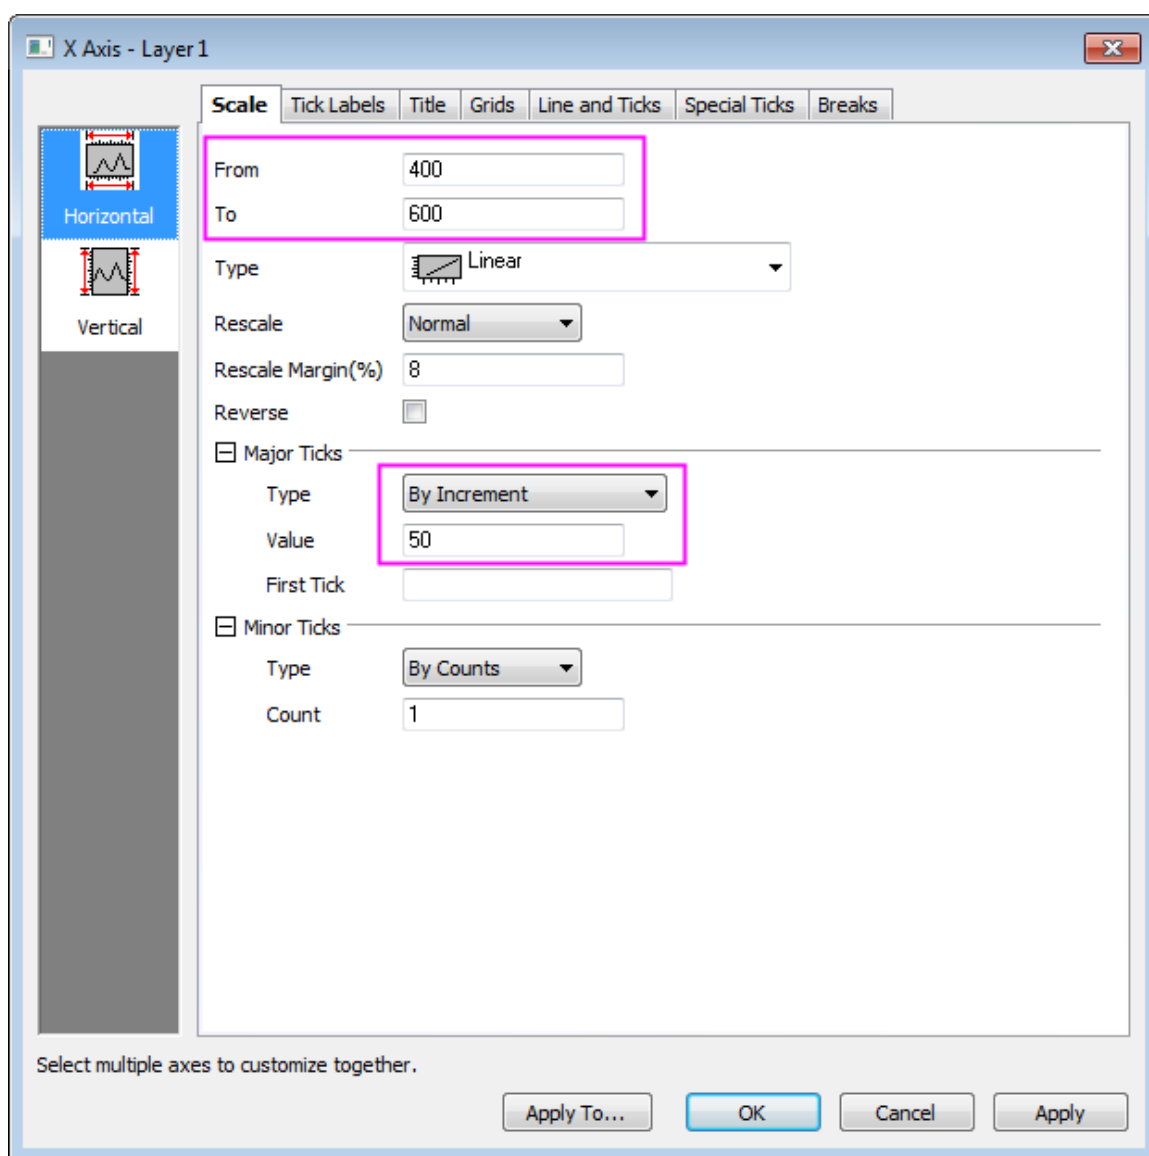 X Axis - Layer 1
Scale Tick Labels Title Grids Line and Ticks Special Ticks Breaks
Horizontal
Vertical
From 400
To 600
Type Linear
Rescale Normal
Rescale Margin(%) 8
Reverse
Major Ticks
Type By Increment
Value 50
First Tick
Minor Ticks
Type By Counts
Count 1
Select multiple axes to customize together.
Apply To... OK Cancel Apply